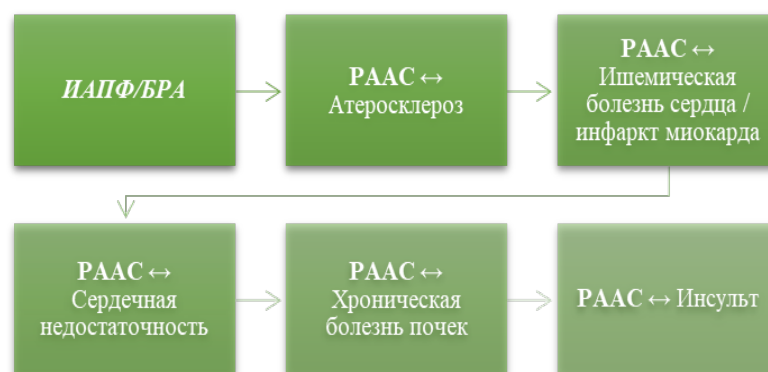 ИАПФ/БРА
РААС ↔
Атеросклероз
РААС ↔
Ишемическая
болезнь сердца /
инфаркт миокарда
РААС ↔
Сердечная
недостаточность
РААС ↔
Хроническая
болезнь почек
РААС ↔ Инсульт